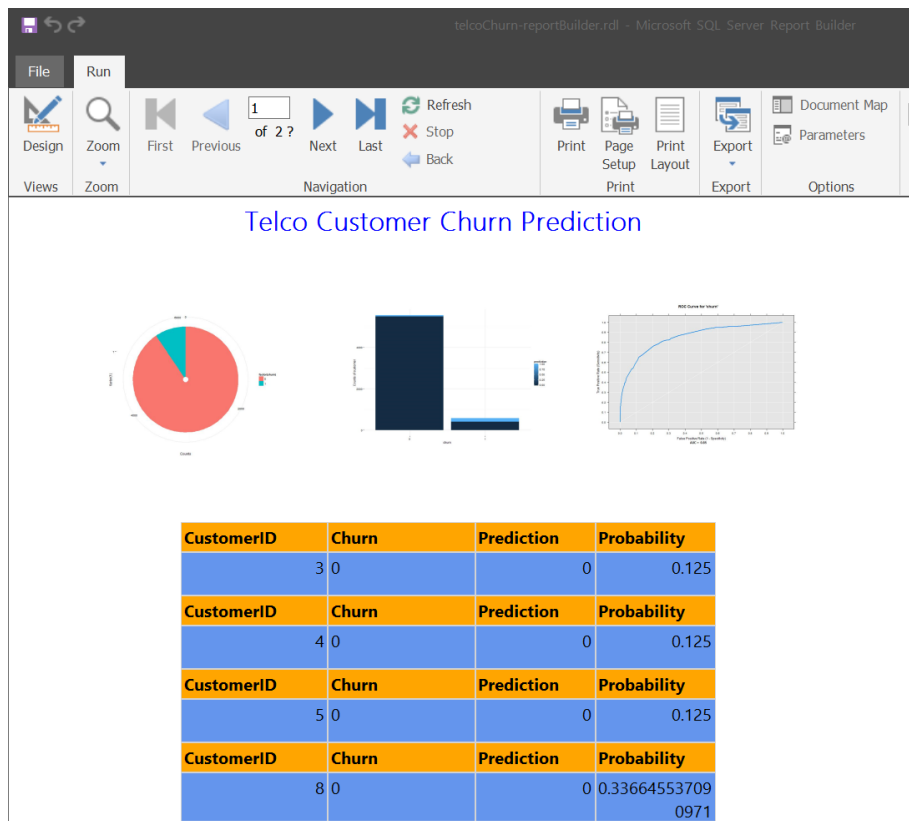 telcoChurn-reportBuilder.rdl - Microsoft SQL Server Report Builder
File Run
Design
Views
Zoom
Zoom
First
Previous
1
of 2 ?
Next
Last
Refresh
Stop
Back
Navigation
Print
Page Setup
Print Layout
Print
Export
Export
Document Map
Parameters
Options
Telco Customer Churn Prediction
ROC Curve for 'churn'
CustomerID Churn Prediction Probability
3 0 0 0.125
CustomerID Churn Prediction Probability
4 0 0 0.125
CustomerID Churn Prediction Probability
5 0 0 0.125
CustomerID Churn Prediction Probability
8 0 0 0.33664553709
0971